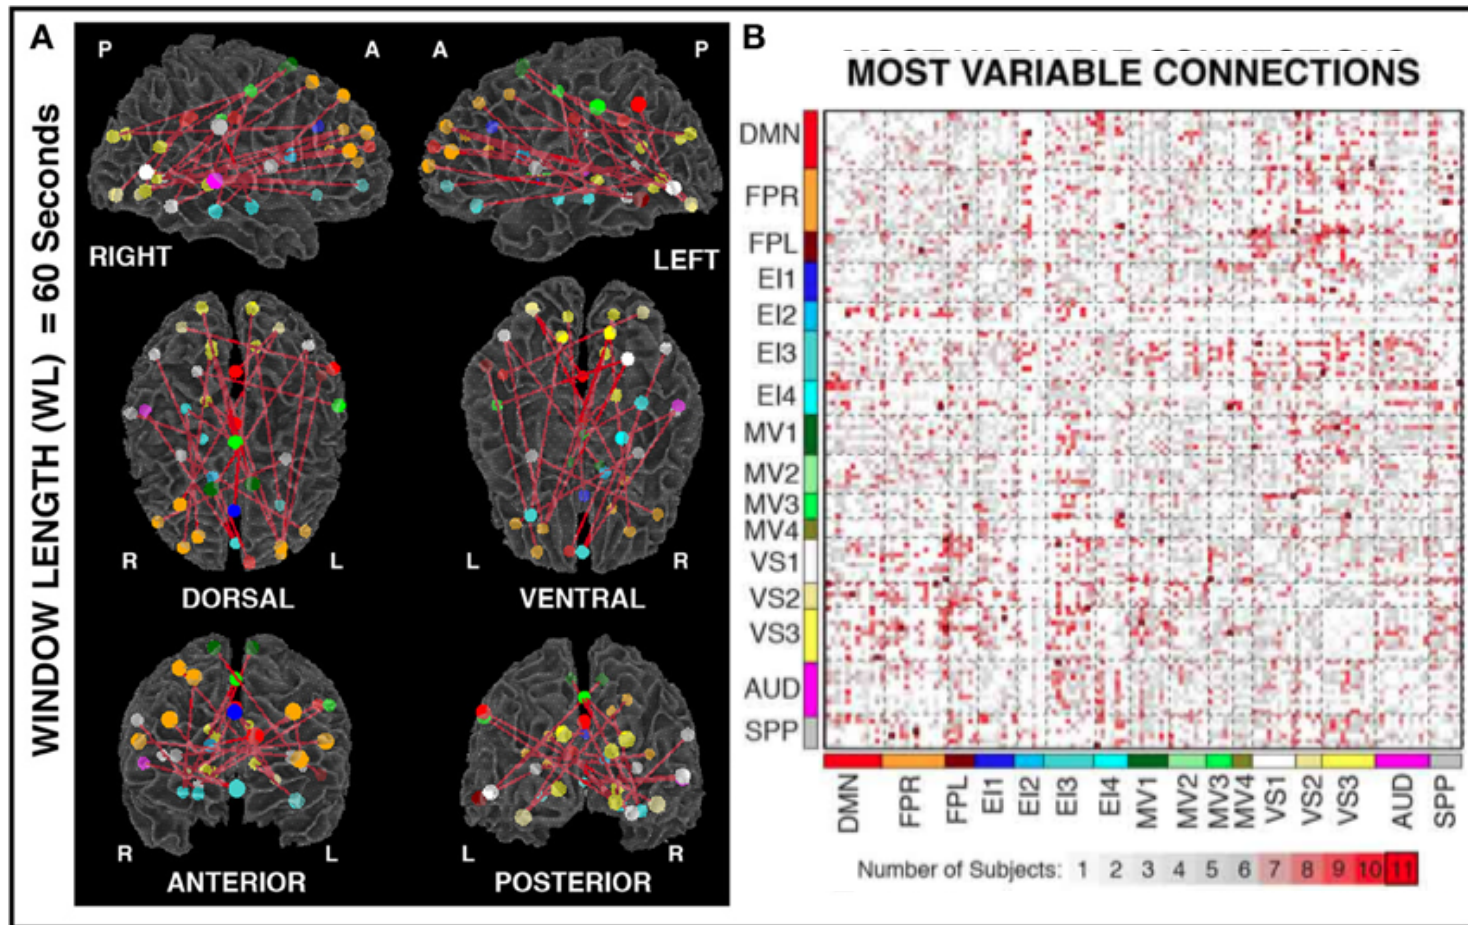 A
B
WINDOW LENGTH (WL) = 60 Seconds
P
A
A
P
RIGHT
LEFT
R
L
L
R
DORSAL
VENTRAL
R
L
L
R
ANTERIOR
POSTERIOR
MOST VARIABLE CONNECTIONS
DMN
FPR
FPL
EI1
EI2
EI3
EI4
MV1
MV2
MV3
MV4
VS1
VS2
VS3
AUD
SPP
DMN
FPR
FPL
EI1
EI2
EI3
EI4
MV1
MV2
MV3
MV4
VS1
VS2
VS3
AUD
SPP
Number of Subjects: 1 2 3 4 5 6 7 8 9 10 11